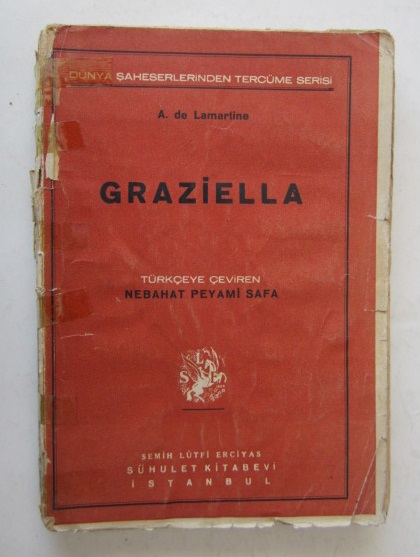 DÜNYA ŞAHESERLERİNDEN TERCÜME SERİSİ
A. de Lamartine
GRAZİELLA
TÜRKÇEYE ÇEVİREN
NEBAHAT PEYAMİ SAFA
S L E
SEMİH LÛTFİ ERCİYAS
SÜHULET KİTABEVİ
İSTANBUL